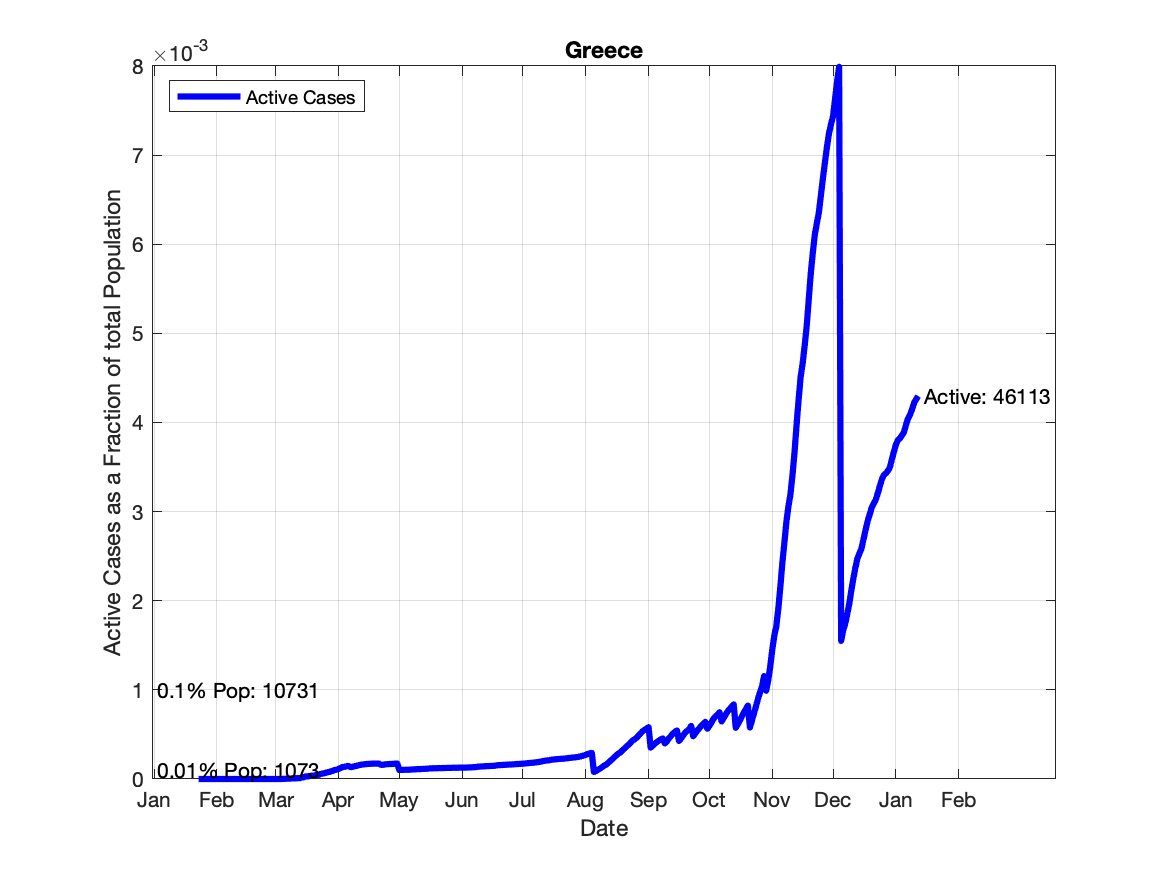 Greece
×10-3
Active Cases
8
7
6
5
4
3
2
1
0
Active Cases as a Fraction of total Population
Active: 46113
0.1% Pop: 10731
0.01% Pop: 1073
Jan Feb Mar Apr May Jun Jul Aug Sep Oct Nov Dec Jan Feb
Date